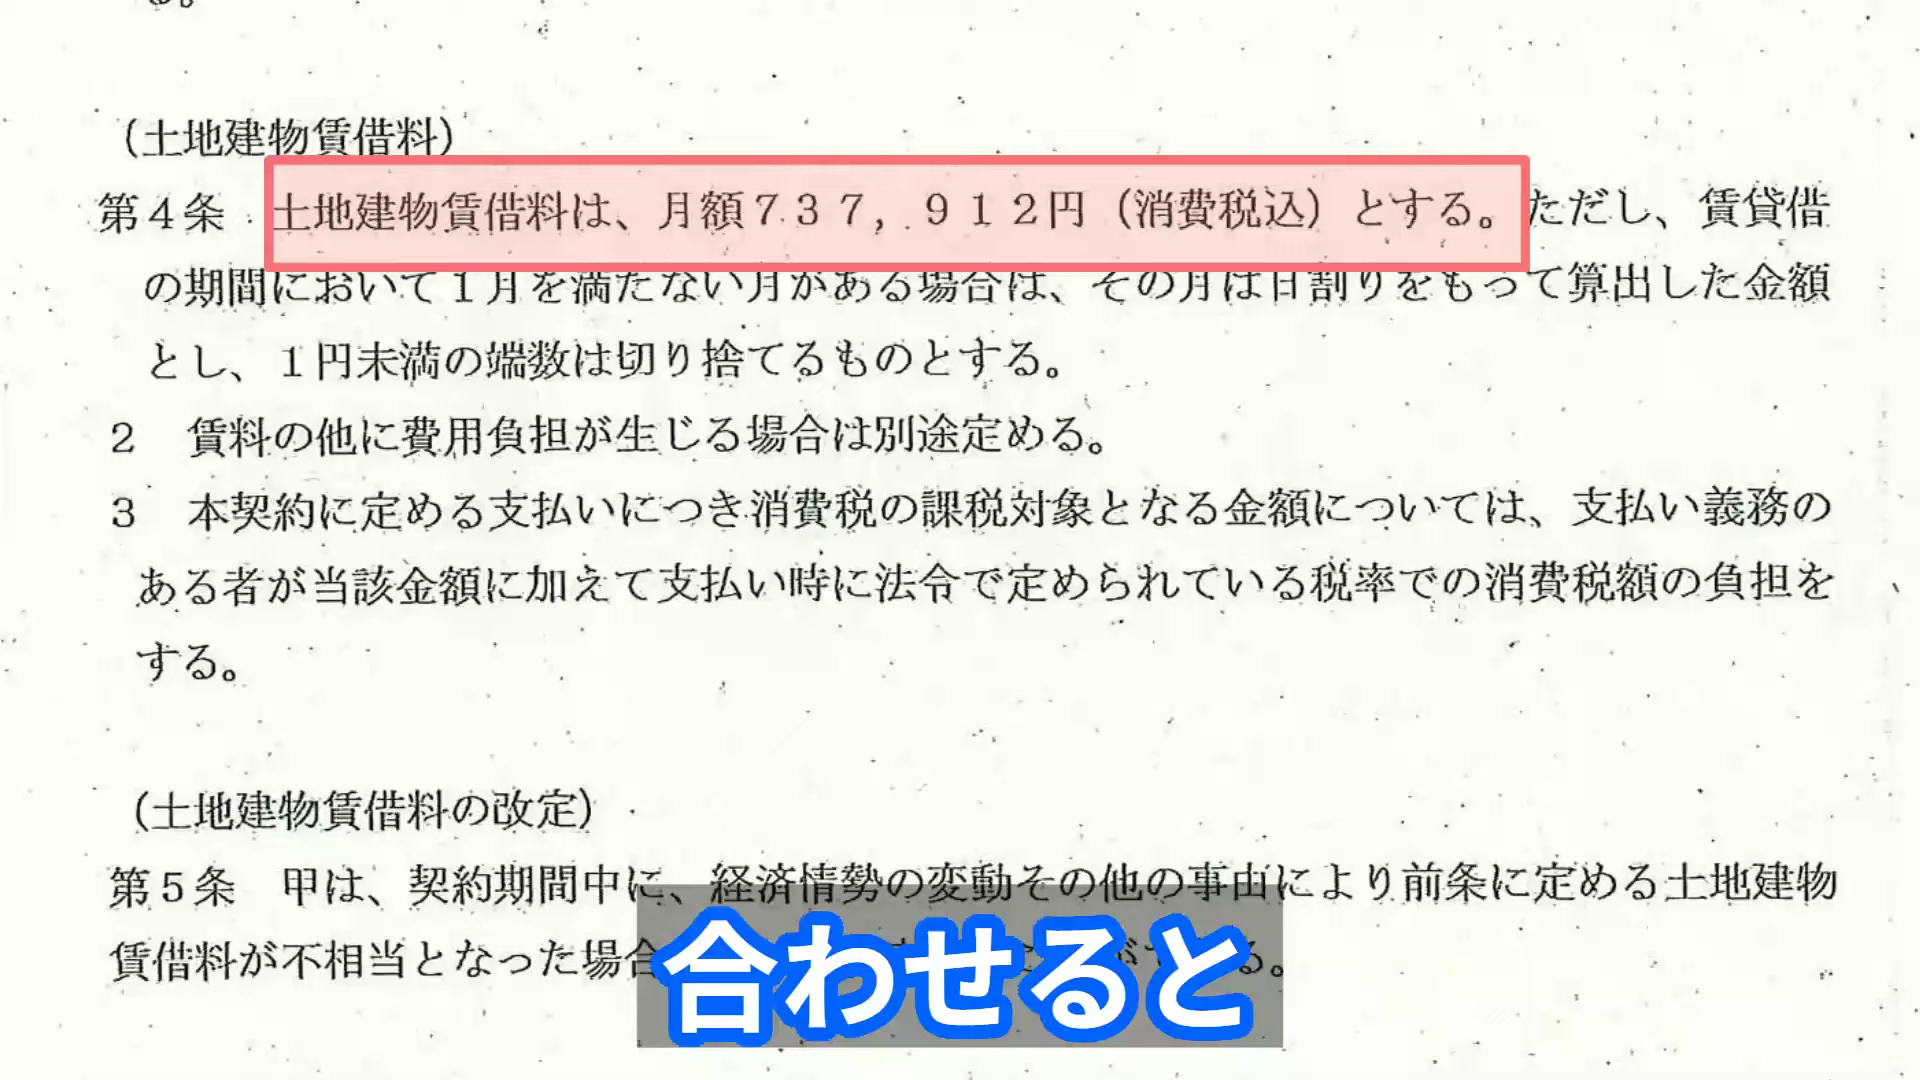 る。
（土地建物賃借料）
第４条　土地建物賃借料は、月額７３７，９１２円（消費税込）とする。ただし、賃貸借
の期間において１月を満たない月がある場合は、その月は日割りをもって算出した金額
とし、１円未満の端数は切り捨てるものとする。
２　賃料の他に費用負担が生じる場合は別途定める。
３　本契約に定める支払いにつき消費税の課税対象となる金額については、支払い義務の
ある者が当該金額に加えて支払い時に法令で定められている税率での消費税額の負担を
する。
（土地建物賃借料の改定）
第５条　甲は、契約期間中に、経済情勢の変動その他の事由により前条に定める土地建物
賃借料が不相当となった場合
る。
合わせると